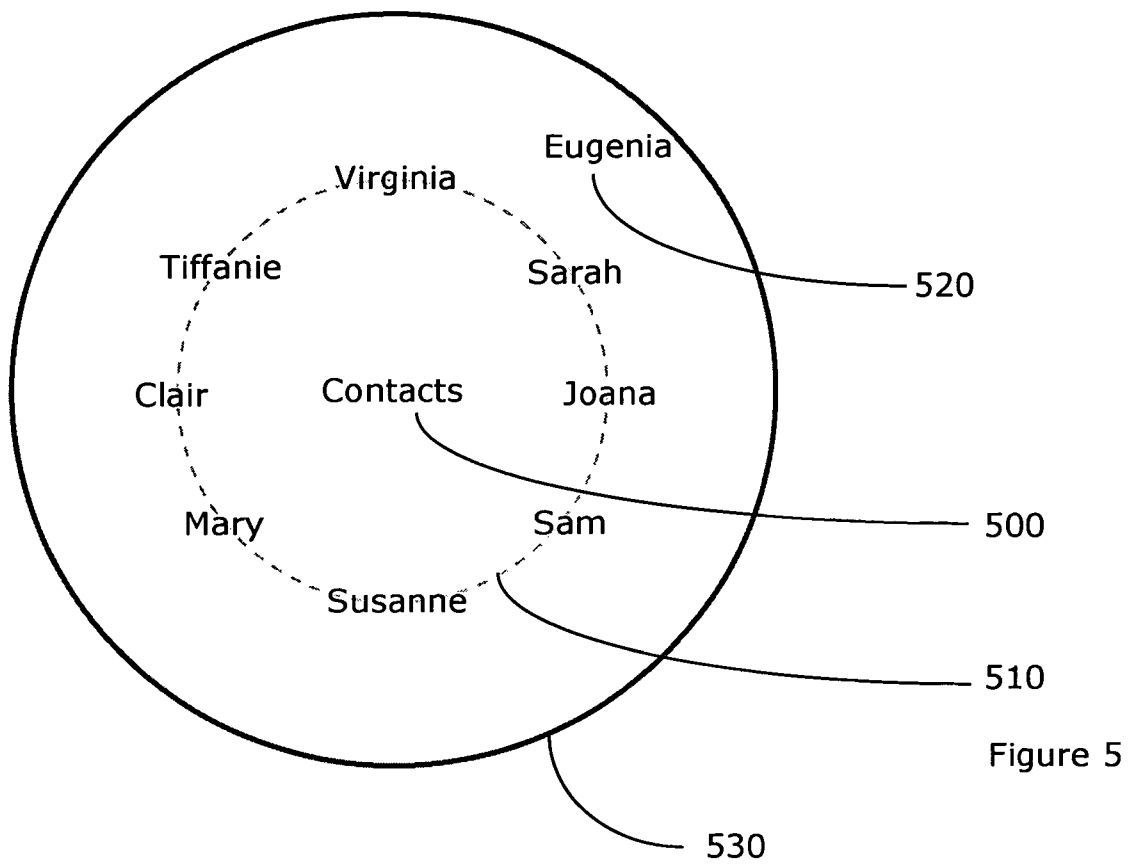 Eugenia
Virginia
Tiffanie
Sarah
520
Clair
Contacts
Joana
Mary
Sam
500
Susanne
510
Figure 5
530